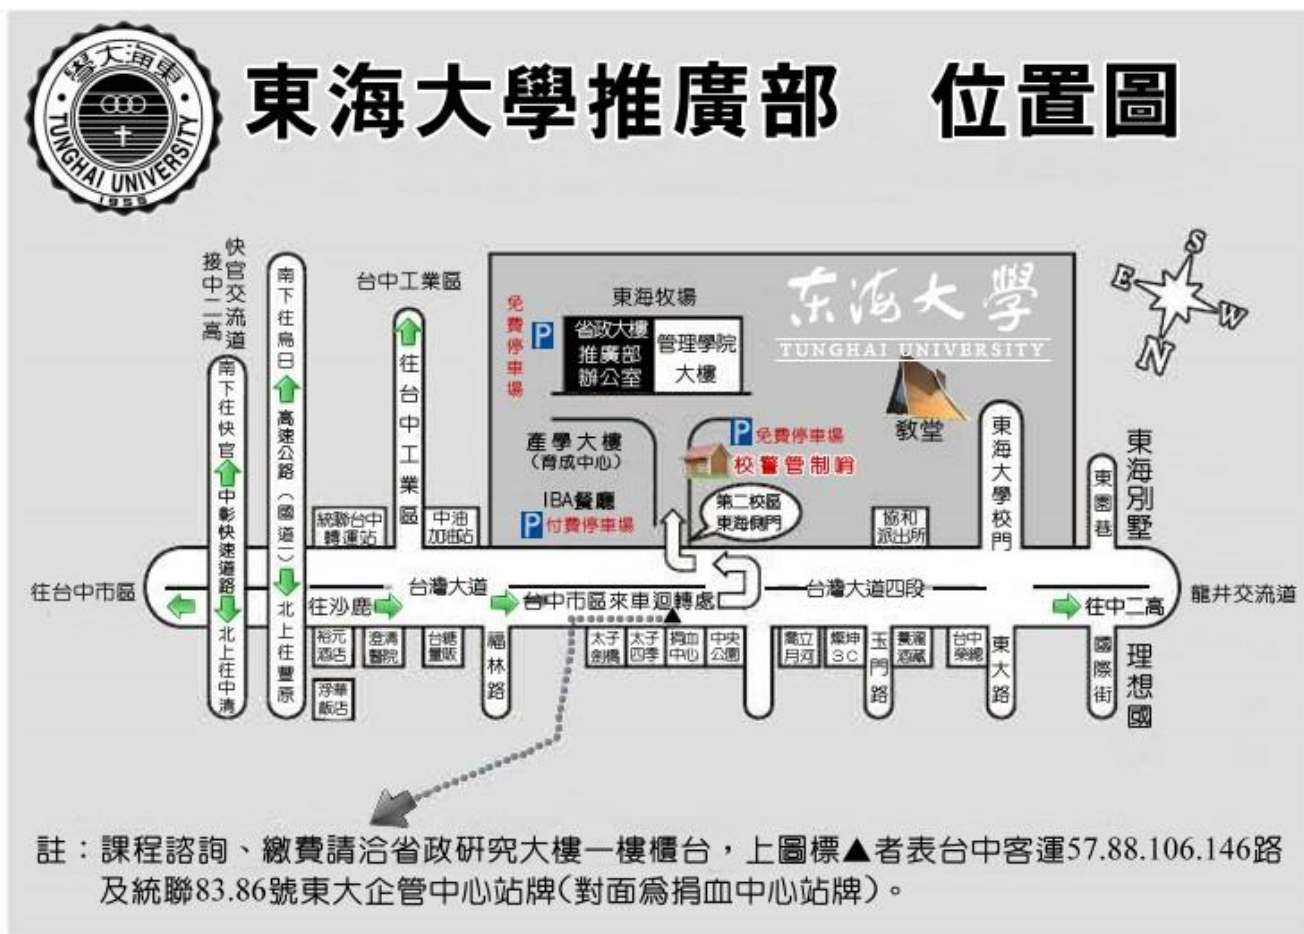 東海大學
TUNGHAI UNIVERSITY
1955
東海大學推廣部 位置圖
快官交流道
接中二高
南下往烏日
高速公路(國道一)
北上往豐原
南下往快官
中彰快速道路
北上往中清
台中工業區
往台中工業區
免費停車場
P
東海牧場
省政大樓
推廣部
辦公室
管理學院
大樓
东海大學
TUNGHAI UNIVERSITY
S
E
W
N
教堂
產學大樓
(育成中心)
P 免費停車場
校警管制哨
IBA餐廳
P 付費停車場
第二校區
東海側門
統聯台中
轉運站
中油
加油站
協和
派出所
東海大學校門
東園巷
東海別墅
往台中市區
往沙鹿
台灣大道
台中市區來車迴轉處
台灣大道四段
往中二高
龍井交流道
裕元
酒店
澄清
醫院
台糖
量販
福林路
太子
劍橋
太子
四季
捐血
中心
中央
公園
喬立
月河
燦坤
3C
玉門路
酒藏
台中
榮總
東大路
國際街
理想國
浮華
飯店
註：課程諮詢、繳費請洽省政研究大樓一樓櫃台，上圖標▲者表台中客運57.88.106.146路
及統聯83.86號東大企管中心站牌(對面為捐血中心站牌)。